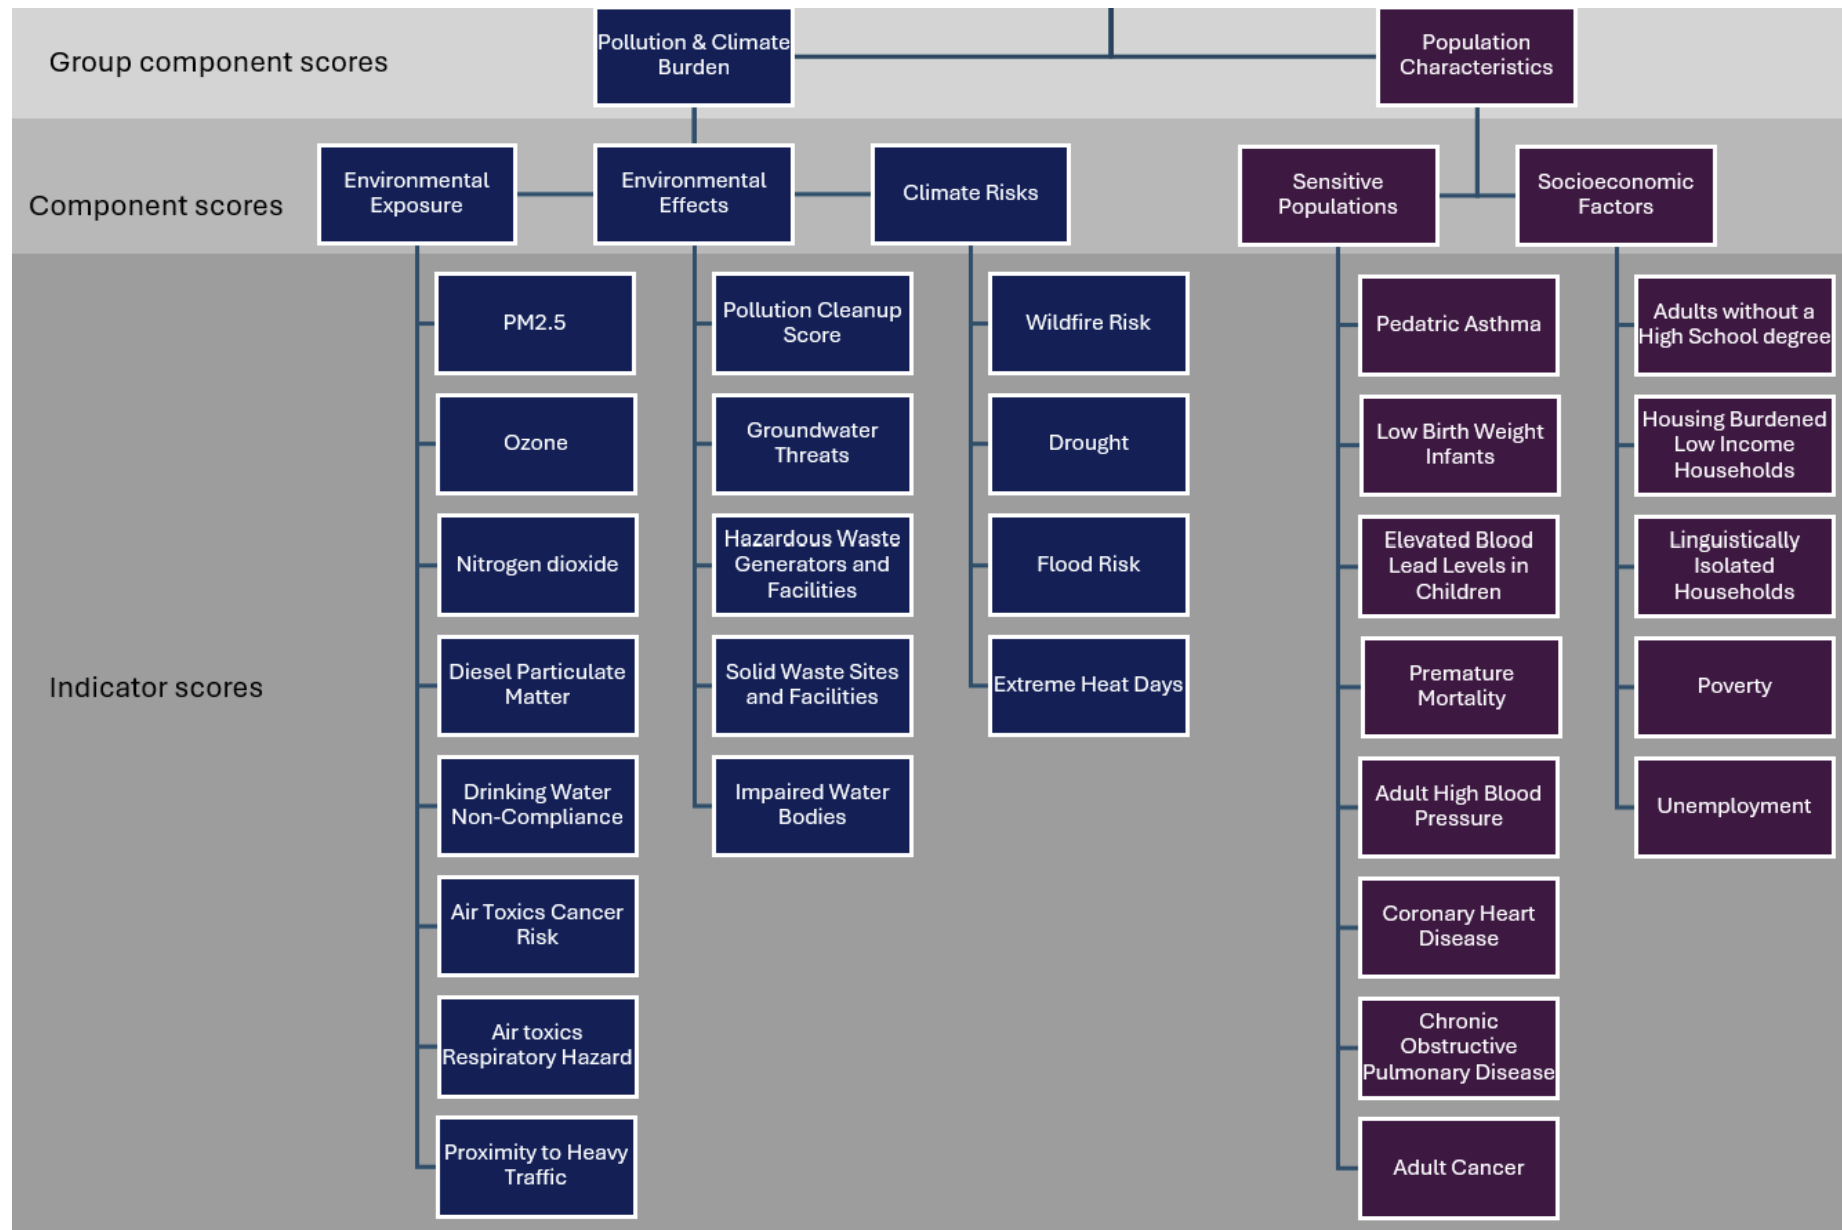 Group component scores
Pollution & Climate
Burden
Population
Characteristics
Component scores
Environmental
Exposure
Environmental
Effects
Climate Risks
Sensitive
Populations
Socioeconomic
Factors
Indicator scores
PM2.5
Ozone
Nitrogen dioxide
Diesel Particulate
Matter
Drinking Water
Non-Compliance
Air Toxics Cancer
Risk
Air toxics
Respiratory Hazard
Proximity to Heavy
Traffic
Pollution Cleanup
Score
Groundwater
Threats
Hazardous Waste
Generators and
Facilities
Solid Waste Sites
and Facilities
Impaired Water
Bodies
Wildfire Risk
Drought
Flood Risk
Extreme Heat Days
Pedatric Asthma
Low Birth Weight
Infants
Elevated Blood
Lead Levels in
Children
Premature
Mortality
Adult High Blood
Pressure
Coronary Heart
Disease
Chronic
Obstructive
Pulmonary Disease
Adult Cancer
Adults without a
High School degree
Housing Burdened
Low Income
Households
Linguistically
Isolated
Households
Poverty
Unemployment